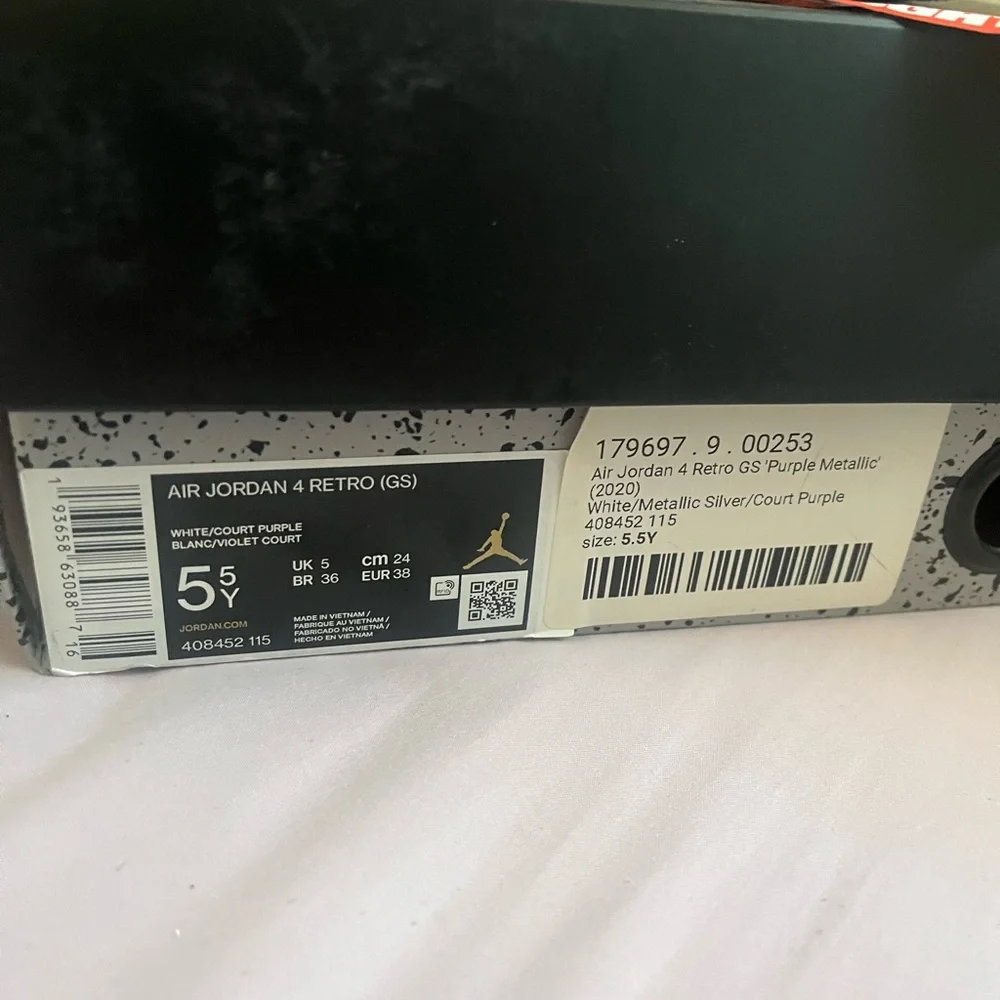 GHT
AIR JORDAN 4 RETRO (GS)
WHITE/COURT PURPLE
BLANC/VIOLET COURT
5 5Y
UK 5 cm 24
BR 36 EUR 38
JORDAN.COM
408452 115
MADE IN VIETNAM /
FABRIQUE AU VIETNAM /
FABRICADO NO VIETNÃ /
HECHO EN VIETNAM
RFID
1 93658 63088 7 16
179697 . 9 . 00253
Air Jordan 4 Retro GS 'Purple Metallic'
(2020)
White/Metallic Silver/Court Purple
408452 115
size: 5.5Y